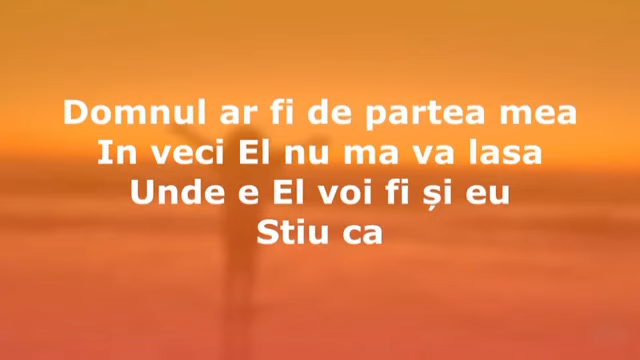 Domnul ar fi de partea mea
In veci El nu ma va lasa
Unde e El voi fi și eu
Stiu ca